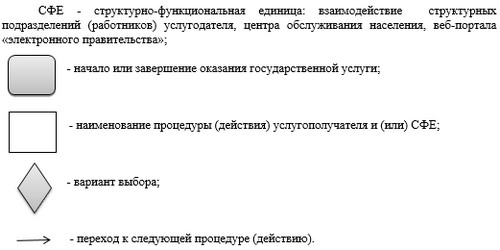 СФЕ - структурно-функциональная единица: взаимодействие структурных
подразделений (работников) услугодателя, центра обслуживания населения, веб-портала
«электронного правительства»;
- начало или завершение оказания государственной услуги;
- наименование процедуры (действия) услугополучателя и (или) СФЕ;
- вариант выбора;
- переход к следующей процедуре (действию).